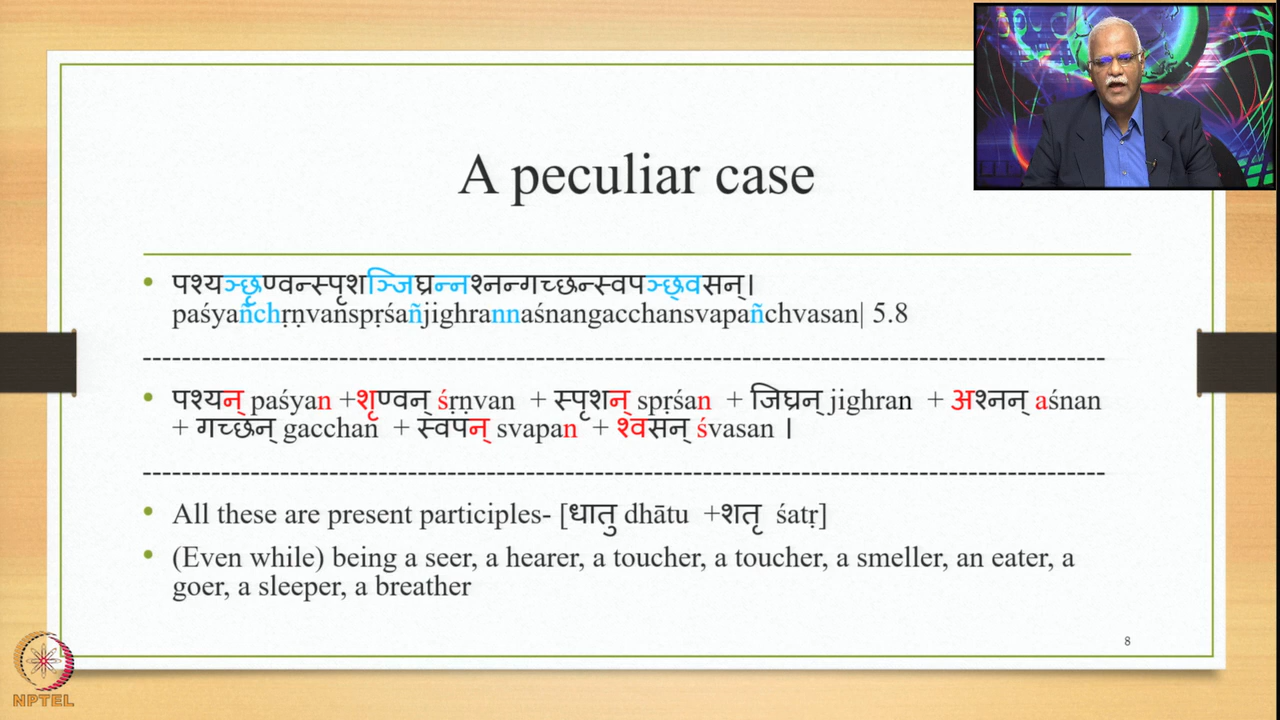 A peculiar case
• पश्यञ्छृण्वन्स्पृशञ्जिघ्रन्नश्नन्गच्छन्स्वपञ्छ्वसन्।
paśyañchṛṇvanspṛśañjighrannaśnangacchansvapañchvasan| 5.8
--------------------------------------------------------------------------------------------
• पश्यन् paśyan +शृण्वन् śṛṇvan + स्पृशन् spṛśan + जिघ्रन् jighran + अश्नन् aśnan
+ गच्छन् gacchan + स्वपन् svapan + श्वसन् śvasan ।
--------------------------------------------------------------------------------------------
• All these are present participles- [धातु dhātu +शतृ śatṛ]
• (Even while) being a seer, a hearer, a toucher, a toucher, a smeller, an eater, a
goer, a sleeper, a breather
8
NPTEL